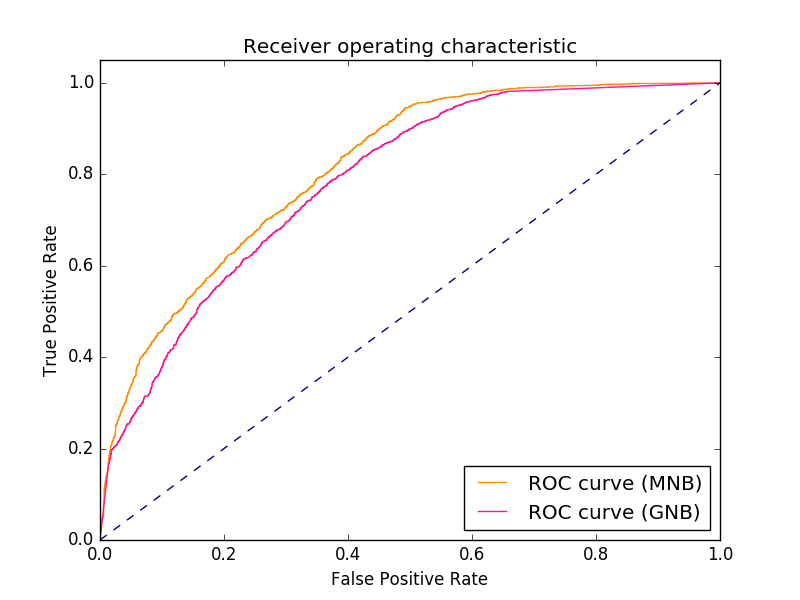 Receiver operating characteristic
True Positive Rate
1.0
0.8
0.6
0.4
0.2
0.0
0.0 0.2 0.4 0.6 0.8 1.0
False Positive Rate
ROC curve (MNB)
ROC curve (GNB)